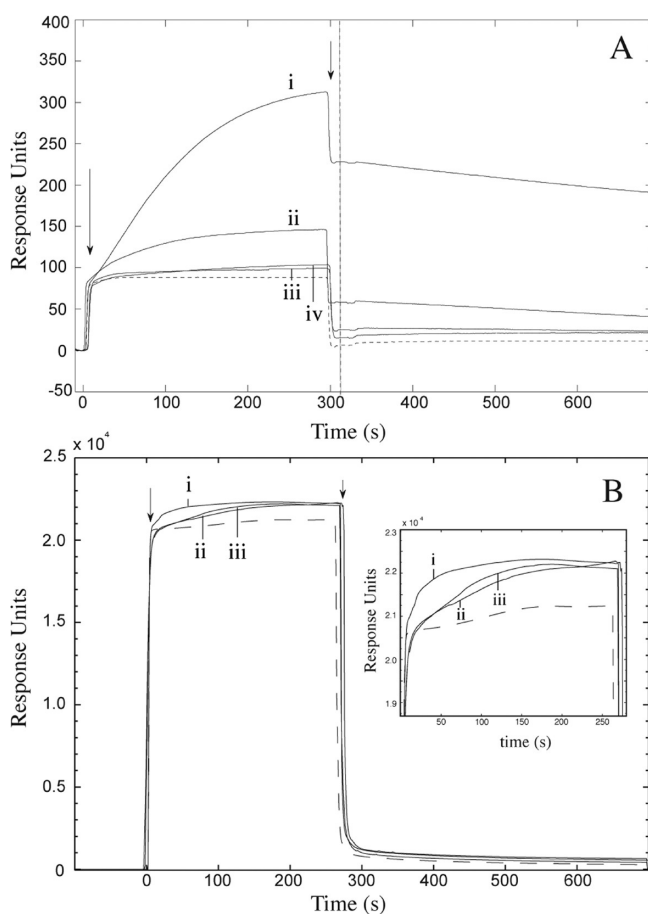 400
350
300
250
200
150
100
50
0
-50
Response Units
A
i
ii
iii
iv
0 100 200 300 400 500 600
Time (s)
x 10⁴
2.5
2.0
1.5
1.0
0.5
0
Response Units
B
i
ii
iii
x 10⁴
2.3
2.2
2.1
2.0
1.9
Response Units
i
iii
ii
50 100 150 200 250
time (s)
0 100 200 300 400 500 600
Time (s)